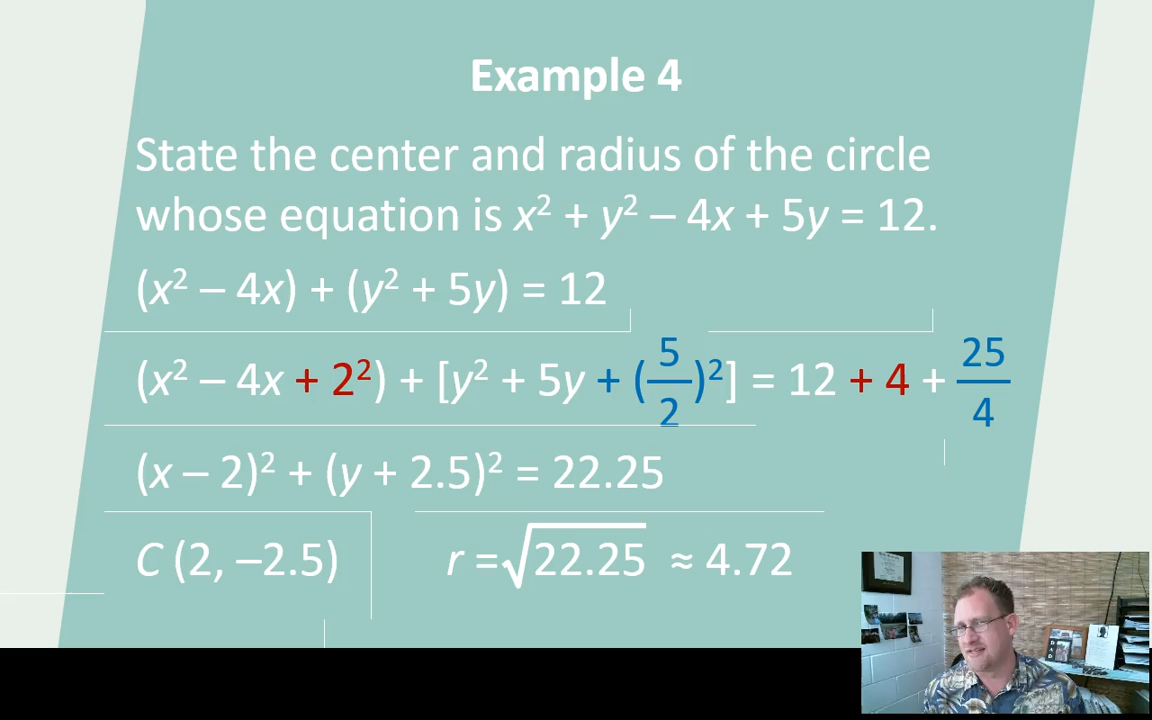 Example 4
State the center and radius of the circle
whose equation is x² + y² – 4x + 5y = 12.
(x² – 4x) + (y² + 5y) = 12
(x² – 4x + 2²) + [y² + 5y + (5/2)²] = 12 + 4 + 25/4
(x – 2)² + (y + 2.5)² = 22.25
C (2, –2.5) r = √22.25 ≈ 4.72